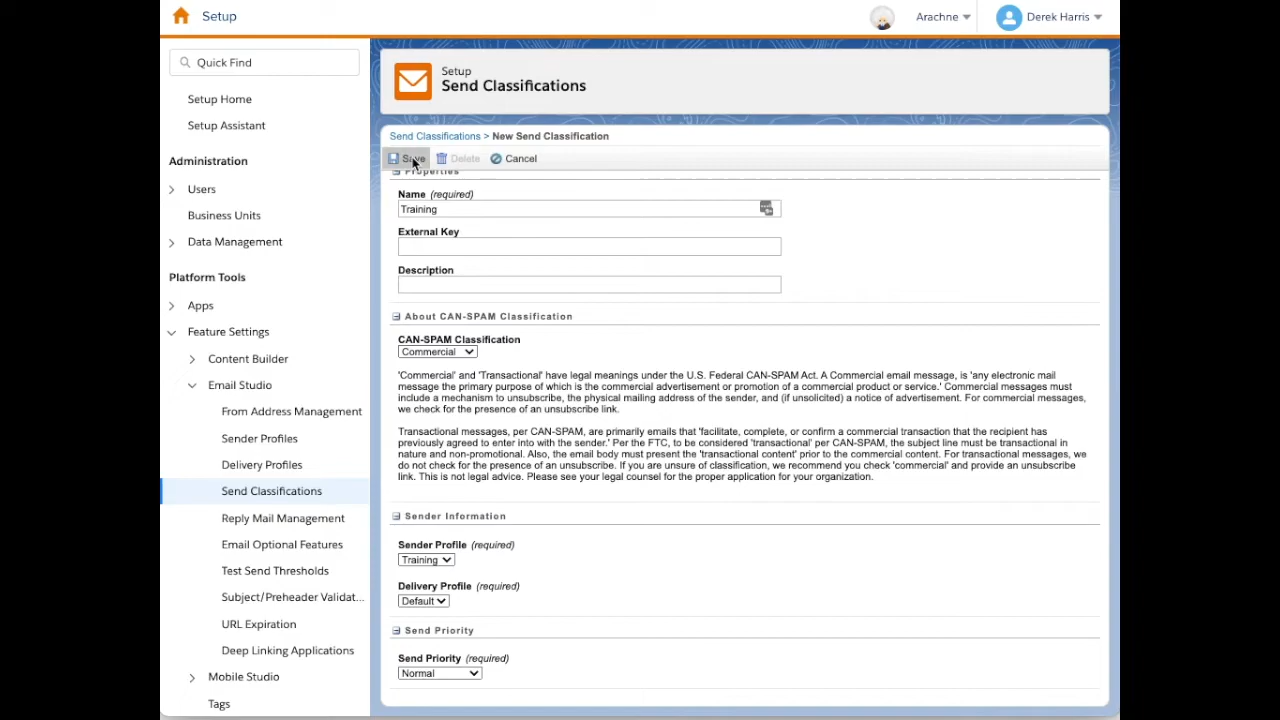 Setup
Arachne
Derek Harris
Quick Find
Setup Home
Setup Assistant
Administration
Users
Business Units
Data Management
Platform Tools
Apps
Feature Settings
Content Builder
Email Studio
From Address Management
Sender Profiles
Delivery Profiles
Send Classifications
Reply Mail Management
Email Optional Features
Test Send Thresholds
Subject/Preheader Validat...
URL Expiration
Deep Linking Applications
Mobile Studio
Tags
Setup
Send Classifications
Send Classifications > New Send Classification
Save Delete Cancel
Properties
Name (required)
Training
External Key
Description
About CAN-SPAM Classification
CAN-SPAM Classification
Commercial
'Commercial' and 'Transactional' have legal meanings under the U.S. Federal CAN-SPAM Act. A Commercial email message, is 'any electronic
mail message the primary purpose of which is the commercial advertisement or promotion of a commercial product or service.' Commercial messages must
include a mechanism to unsubscribe, the physical mailing address of the sender, and (if unsolicited) a notice of advertisement. For commercial messages,
we check for the presence of an unsubscribe link.
Transactional messages, per CAN-SPAM, are primarily emails that 'facilitate, complete, or confirm a commercial transaction that the recipient has
previously agreed to enter into with the sender.' Per the FTC, to be considered 'transactional' per CAN-SPAM, the subject line must be transactional in
nature and non-promotional. Also, the email body must present the 'transactional content' prior to the commercial content. For transactional messages, we
do not check for the presence of an unsubscribe. If you are unsure of classification, we recommend you check 'commercial' and provide an unsubscribe
link. This is not legal advice. Please see your legal counsel for the proper application for your organization.
Sender Information
Sender Profile (required)
Training
Delivery Profile (required)
Default
Send Priority
Send Priority (required)
Normal